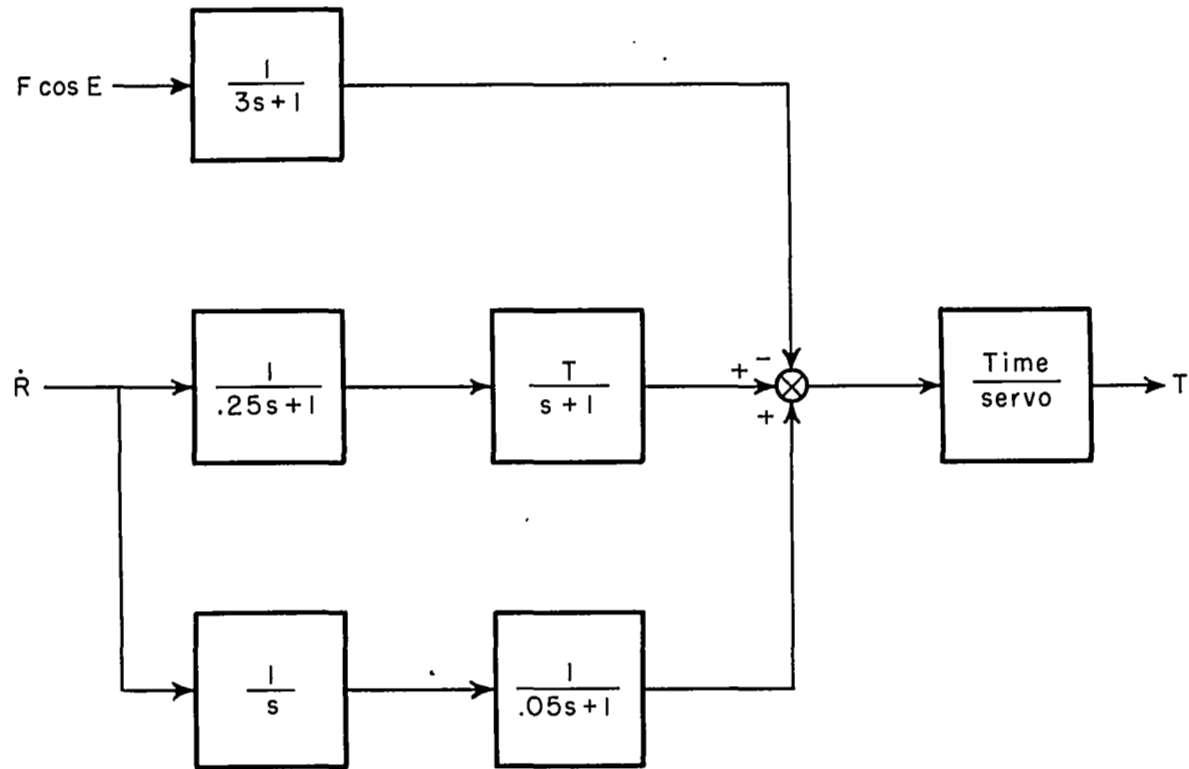 F cos E
1
3s+1
Ṙ
1
.25s+1
T
s+1
+
-
+
Time
servo
T
1
s
1
.05s+1